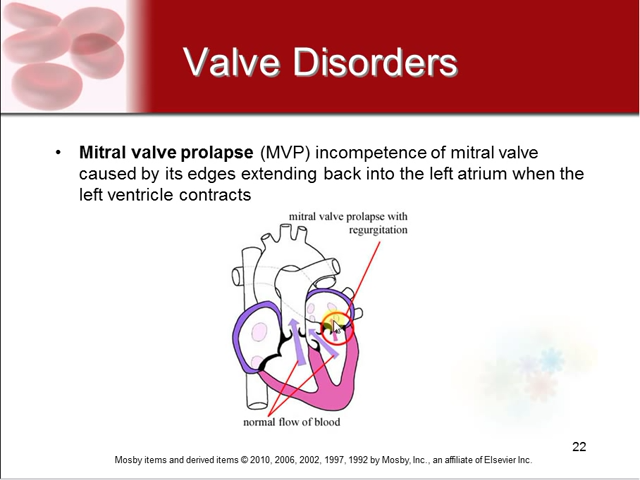 Valve Disorders
• Mitral valve prolapse (MVP) incompetence of mitral valve
caused by its edges extending back into the left atrium when the
left ventricle contracts
mitral valve prolapse with
regurgitation
normal flow of blood
22
Mosby items and derived items © 2010, 2006, 2002, 1997, 1992 by Mosby, Inc., an affiliate of Elsevier Inc.